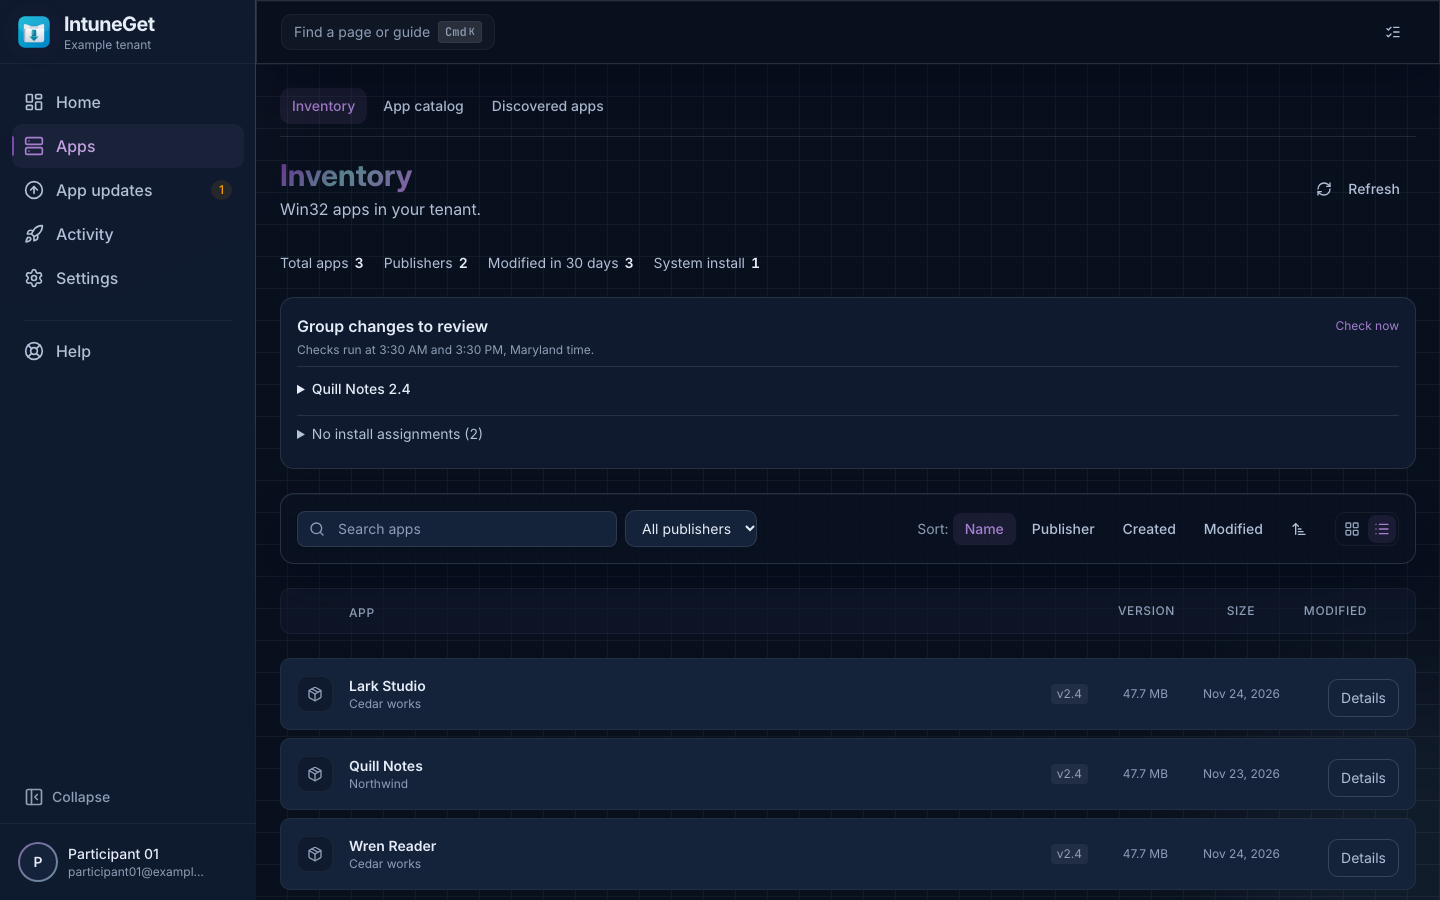 IntuneGet
Example tenant
Home
Apps
App updates 1
Activity
Settings
Help
Collapse
P
Participant 01
participant01@exampl...
Find a page or guide Cmd K
Inventory App catalog Discovered apps
Inventory
Win32 apps in your tenant.
Refresh
Total apps 3 Publishers 2 Modified in 30 days 3 System install 1
Group changes to review
Check now
Checks run at 3:30 AM and 3:30 PM, Maryland time.
Quill Notes 2.4
No install assignments (2)
Search apps All publishers Sort: Name Publisher Created Modified
APP VERSION SIZE MODIFIED
Lark Studio
Cedar works
v2.4 47.7 MB Nov 24, 2026 Details
Quill Notes
Northwind
v2.4 47.7 MB Nov 23, 2026 Details
Wren Reader
Cedar works
v2.4 47.7 MB Nov 24, 2026 Details